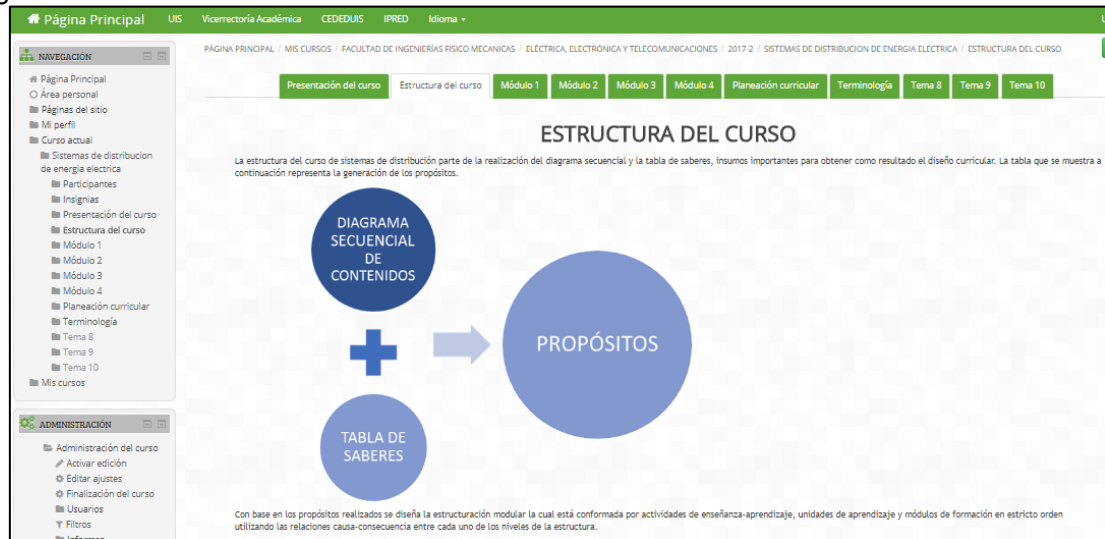 Página Principal UIS Vicerrectoría Académica CEDEDUIS IPRED Idioma
NAVEGACIÓN
Página Principal
Área personal
Páginas del sitio
Mi perfil
Curso actual
Sistemas de distribucion
de energia electrica
Participantes
Insignias
Presentación del curso
Estructura del curso
Módulo 1
Módulo 2
Módulo 3
Módulo 4
Planeación curricular
Terminología
Tema 8
Tema 9
Tema 10
Mis cursos
ADMINISTRACIÓN
Administración del curso
Activar edición
Editar ajustes
Finalización del curso
Usuarios
Filtros
PÁGINA PRINCIPAL / MIS CURSOS / FACULTAD DE INGENIERÍAS FISICO MECANICAS / ELÉCTRICA, ELECTRÓNICA Y TELECOMUNICACIONES / 2017-2 / SISTEMAS DE DISTRIBUCION DE ENERGIA ELECTRICA / ESTRUCTURA DEL CURSO
Presentación del curso Estructura del curso Módulo 1 Módulo 2 Módulo 3 Módulo 4 Planeación curricular Terminología Tema 8 Tema 9 Tema 10
ESTRUCTURA DEL CURSO
La estructura del curso de sistemas de distribución parte de la realización del diagrama secuencial y la tabla de saberes, insumos importantes para obtener como resultado el diseño curricular. La tabla que se muestra a
continuación representa la generación de los propósitos.
DIAGRAMA
SECUENCIAL
DE
CONTENIDOS
PROPÓSITOS
TABLA DE
SABERES
Con base en los propósitos realizados se diseña la estructuración modular la cual está conformada por actividades de enseñanza-aprendizaje, unidades de aprendizaje y módulos de formación en estricto orden
utilizando las relaciones causa-consecuencia entre cada uno de los niveles de la estructura.